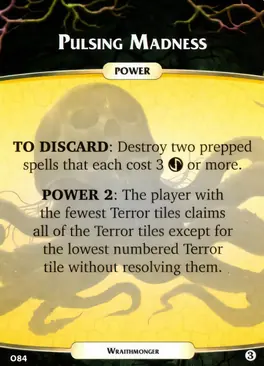 PULSING MADNESS
POWER
TO DISCARD: Destroy two prepped
spells that each cost 3 or more.
POWER 2: The player with
the fewest Terror tiles claims
all of the Terror tiles except for
the lowest numbered Terror
tile without resolving them.
WRAITHMONGER
O84
3